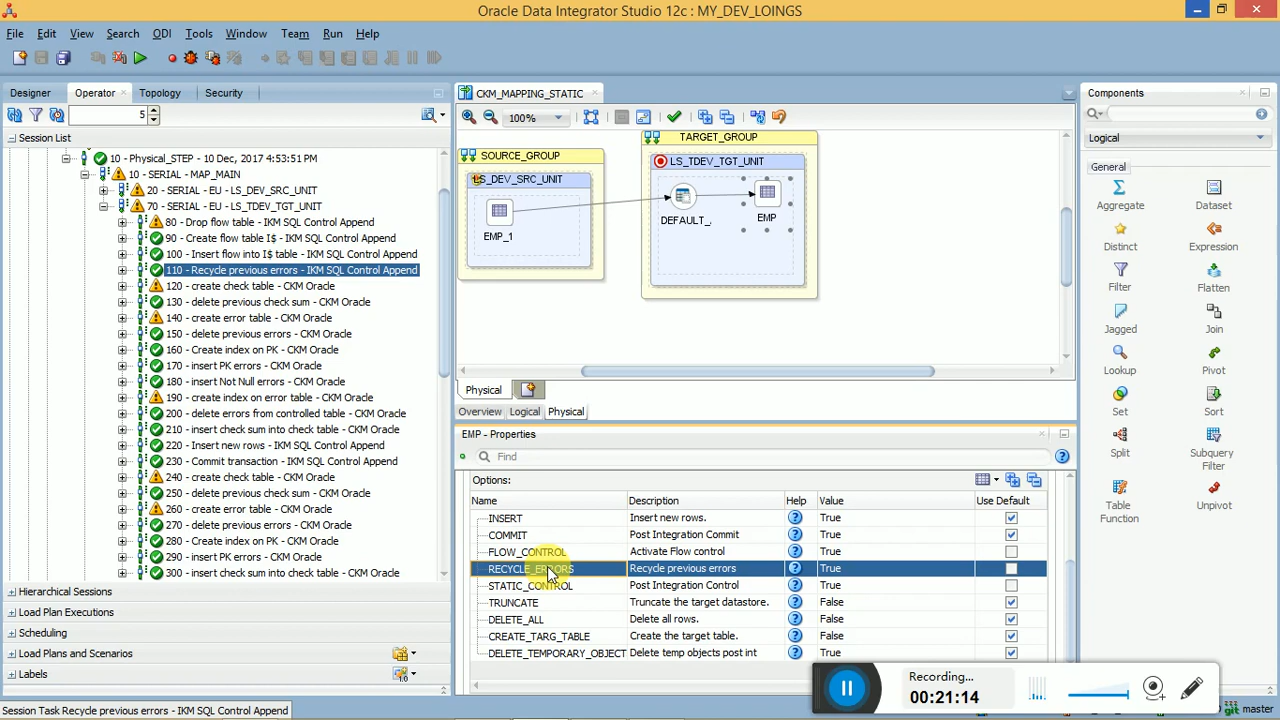 Oracle Data Integrator Studio 12c : MY_DEV_LOINGS
File Edit View Search ODI Tools Window Team Run Help
Designer Operator Topology Security
5
Session List
10 - Physical_STEP - 10 Dec, 2017 4:53:51 PM
10 - SERIAL - MAP_MAIN
20 - SERIAL - EU - LS_DEV_SRC_UNIT
70 - SERIAL - EU - LS_TDEV_TGT_UNIT
80 - Drop flow table - IKM SQL Control Append
90 - Create flow table I$ - IKM SQL Control Append
100 - Insert flow into I$ table - IKM SQL Control Append
110 - Recycle previous errors - IKM SQL Control Append
120 - create check table - CKM Oracle
130 - delete previous check sum - CKM Oracle
140 - create error table - CKM Oracle
150 - delete previous errors - CKM Oracle
160 - Create index on PK - CKM Oracle
170 - insert PK errors - CKM Oracle
180 - insert Not Null errors - CKM Oracle
190 - create index on error table - CKM Oracle
200 - delete errors from controlled table - CKM Oracle
210 - insert check sum into check table - CKM Oracle
220 - Insert new rows - IKM SQL Control Append
230 - Commit transaction - IKM SQL Control Append
240 - create check table - CKM Oracle
250 - delete previous check sum - CKM Oracle
260 - create error table - CKM Oracle
270 - delete previous errors - CKM Oracle
280 - Create index on PK - CKM Oracle
290 - insert PK errors - CKM Oracle
300 - insert check sum into check table - CKM Oracle
Hierarchical Sessions
Load Plan Executions
Scheduling
Load Plans and Scenarios
Labels
Session Task Recycle previous errors - IKM SQL Control Append
CKM_MAPPING_STATIC
100%
SOURCE_GROUP
LS_DEV_SRC_UNIT
EMP_1
TARGET_GROUP
LS_TDEV_TGT_UNIT
DEFAULT_
EMP
Physical
Overview Logical Physical
EMP - Properties
Find
Options:
Name Description Help Value Use Default
INSERT Insert new rows. True
COMMIT Post Integration Commit True
FLOW_CONTROL Activate Flow control True
RECYCLE_ERRORS Recycle previous errors True
STATIC_CONTROL Post Integration Control True
TRUNCATE Truncate the target datastore. False
DELETE_ALL Delete all rows. False
CREATE_TARG_TABLE Create the target table. False
DELETE_TEMPORARY_OBJECT Delete temp objects post int True
Components
Logical
General
Aggregate Dataset
Distinct Expression
Filter Flatten
Jagged Join
Lookup Pivot
Set Sort
Split Subquery Filter
Table Function Unpivot
Recording...
00:21:14
git master